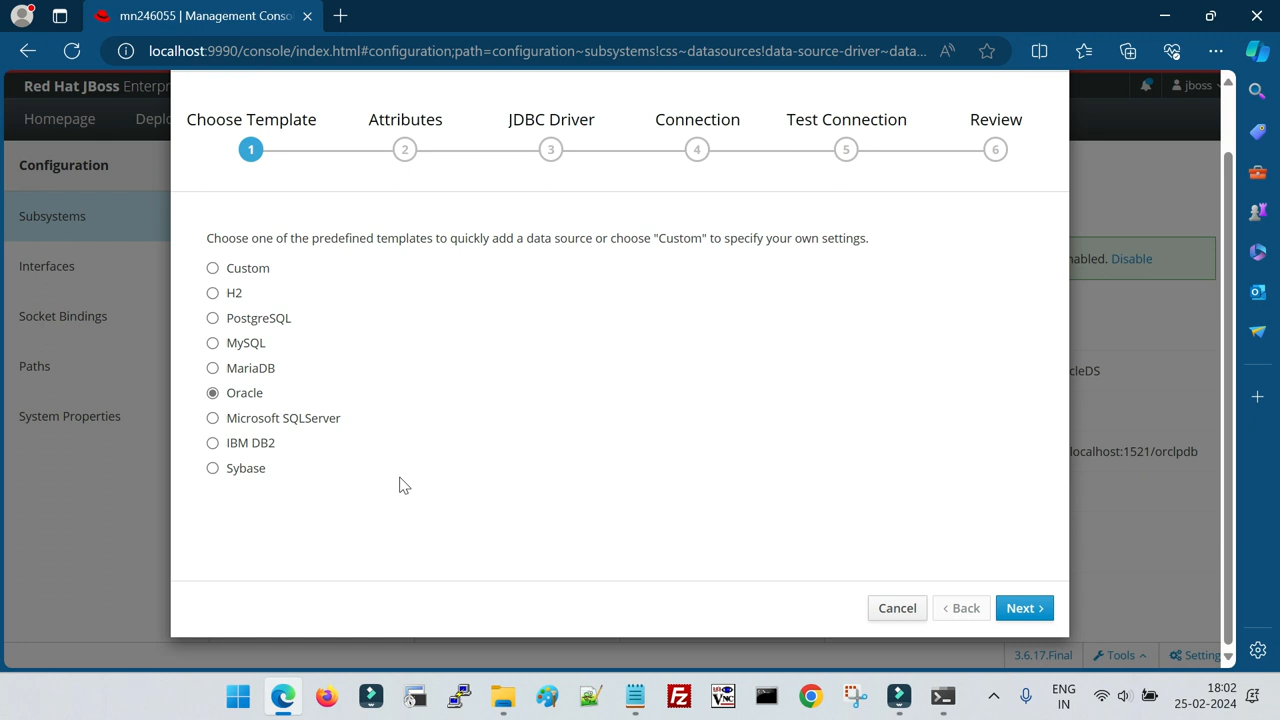 mn246055 | Management Conso
localhost:9990/console/index.html#configuration;path=configuration~subsystems!css~datasources!data-source-driver~data...
Red Hat JBoss Enterpr
jboss
Homepage
Deplo
Choose Template
Attributes
JDBC Driver
Connection
Test Connection
Review
1
2
3
4
5
6
Configuration
Subsystems
Interfaces
Socket Bindings
Paths
System Properties
Choose one of the predefined templates to quickly add a data source or choose "Custom" to specify your own settings.
Custom
H2
PostgreSQL
MySQL
MariaDB
Oracle
Microsoft SQLServer
IBM DB2
Sybase
nabled. Disable
cleDS
localhost:1521/orclpdb
Cancel
< Back
Next >
3.6.17.Final
Tools
Setting
ENG
IN
18:02
25-02-2024